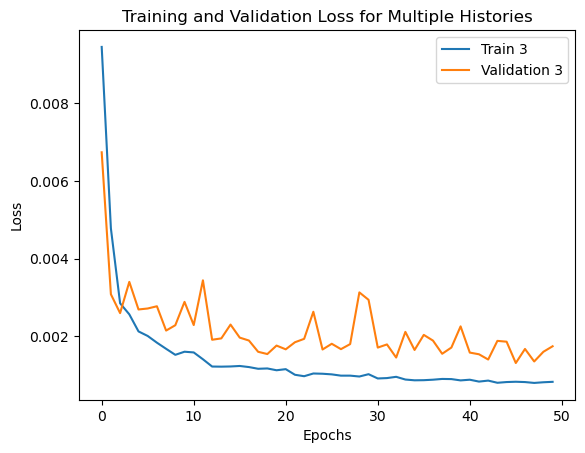 Training and Validation Loss for Multiple Histories
Train 3
Validation 3
Loss
0.008
0.006
0.004
0.002
0
10
20
30
40
50
Epochs